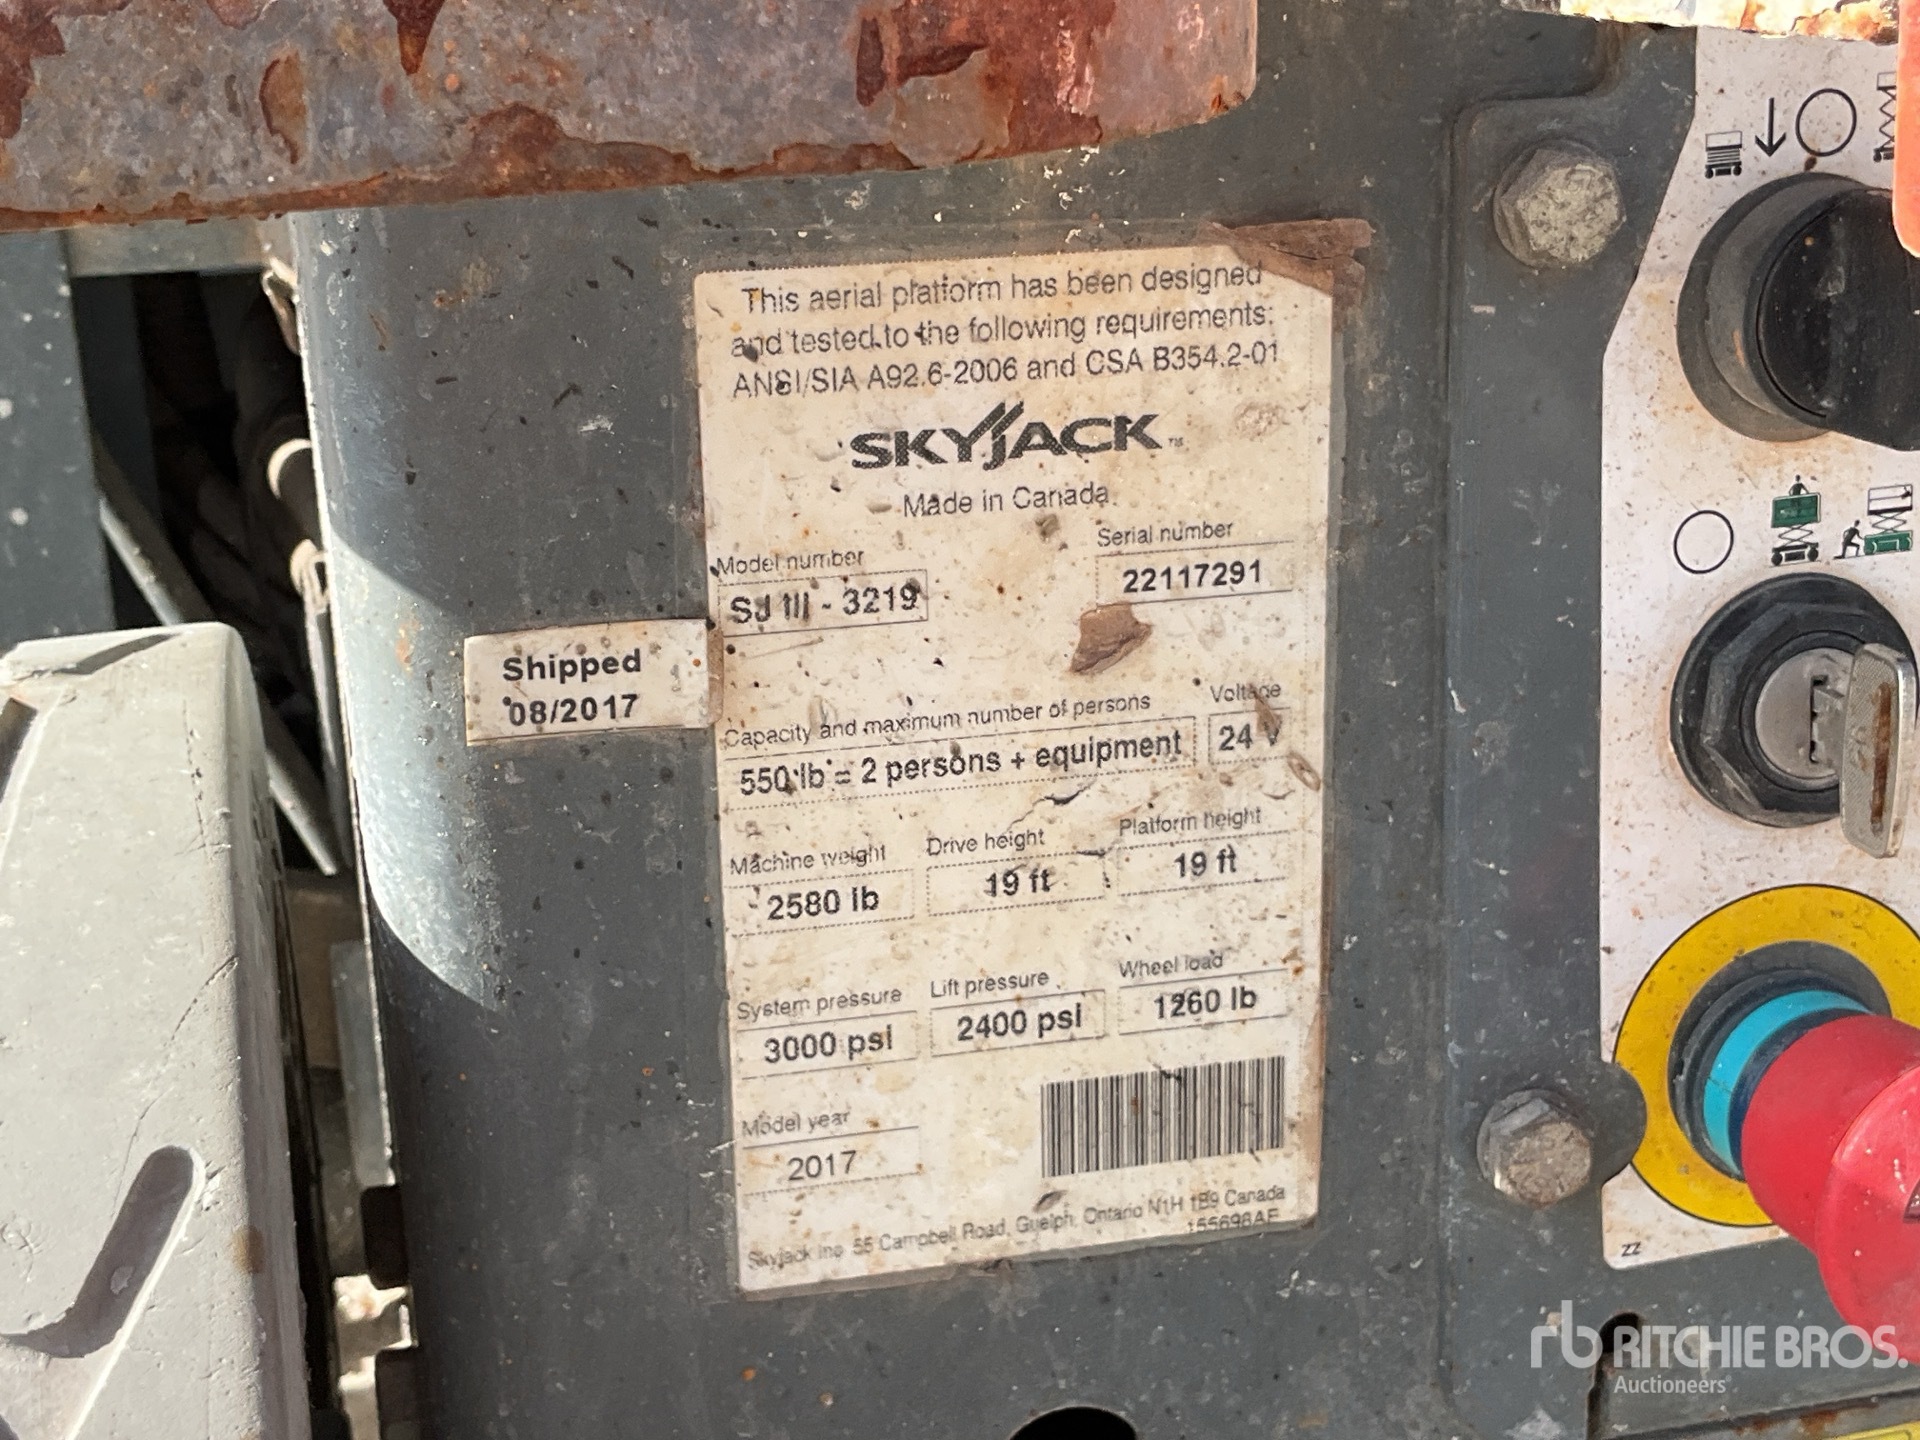 This aerial platform has been designed
and tested to the following requirements:
ANSI/SIA A92.6-2006 and CSA B354.2-01
SKYJACK™
Made in Canada
Model number
Serial number
SJ III - 3219
22117291
Shipped
08/2017
Capacity and maximum number of persons
Voltage
550 lb = 2 persons + equipment
24 V
Machine weight
Drive height
Platform height
2580 lb
19 ft
19 ft
System pressure
Lift pressure
Wheel load
3000 psi
2400 psi
1260 lb
Model year
2017
Skyjack Inc. 55 Campbell Road, Guelph, Ontario N1H 1B9 Canada
155698AE
ZZ
rb RITCHIE BROS.
Auctioneers